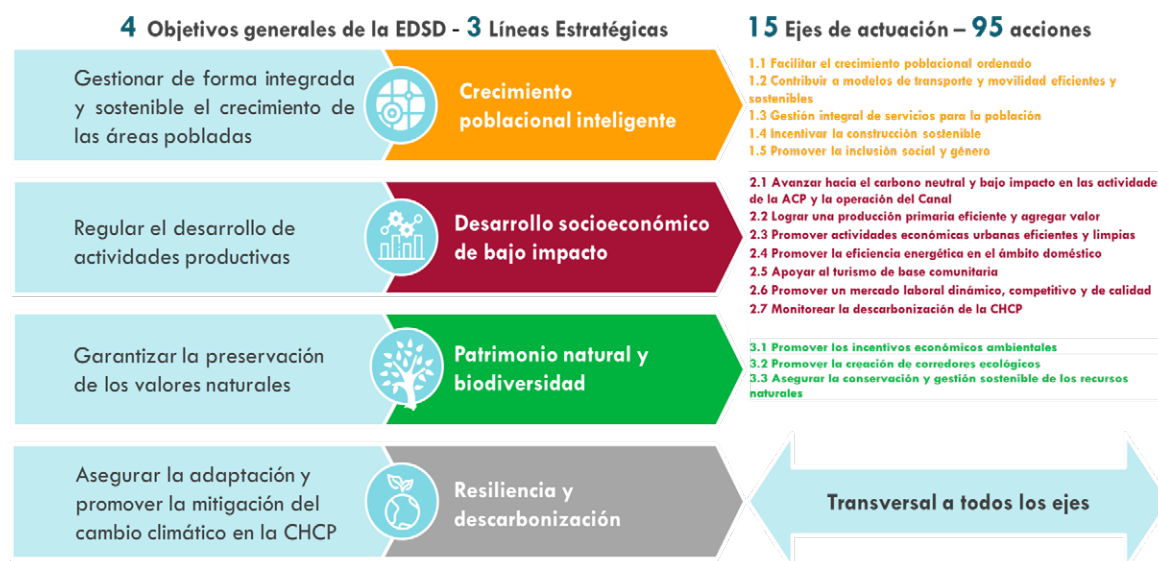 4 Objetivos generales de la EDSD - 3 Líneas Estratégicas
15 Ejes de actuación – 95 acciones
Gestionar de forma integrada
y sostenible el crecimiento de
las áreas pobladas
Crecimiento
poblacional inteligente
1.1 Facilitar el crecimiento poblacional ordenado
1.2 Contribuir a modelos de transporte y movilidad eficientes y
sostenibles
1.3 Gestión integral de servicios para la población
1.4 Incentivar la construcción sostenible
1.5 Promover la inclusión social y género
Regular el desarrollo de
actividades productivas
Desarrollo socioeconómico
de bajo impacto
2.1 Avanzar hacia el carbono neutral y bajo impacto en las actividade
de la ACP y la operación del Canal
2.2 Lograr una producción primaria eficiente y agregar valor
2.3 Promover actividades económicas urbanas eficientes y limpias
2.4 Promover la eficiencia energética en el ámbito doméstico
2.5 Apoyar al turismo de base comunitaria
2.6 Promover un mercado laboral dinámico, competitivo y de calidad
2.7 Monitorear la descarbonización de la CHCP
Garantizar la preservación
de los valores naturales
Patrimonio natural y
biodiversidad
3.1 Promover los incentivos económicos ambientales
3.2 Promover la creación de corredores ecológicos
3.3 Asegurar la conservación y gestión sostenible de los recursos
naturales
Asegurar la adaptación y
promover la mitigación del
cambio climático en la CHCP
Resiliencia y
descarbonización
Transversal a todos los ejes